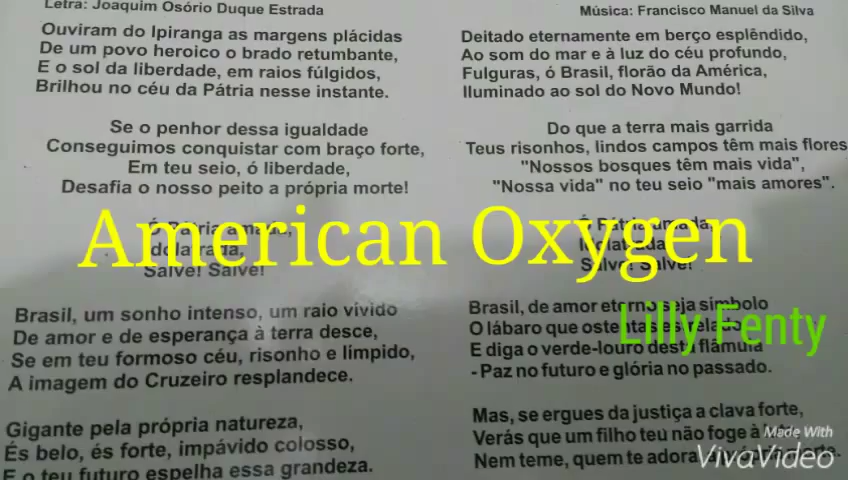 Letra: Joaquim Osório Duque Estrada
Ouviram do Ipiranga as margens plácidas
De um povo heroico o brado retumbante,
E o sol da liberdade, em raios fúlgidos,
Brilhou no céu da Pátria nesse instante.
Se o penhor dessa igualdade
Conseguimos conquistar com braço forte,
Em teu seio, ó liberdade,
Desafia o nosso peito a própria morte!
Ó Pátria amada,
Idolatrada,
Salve! Salve!
Brasil, um sonho intenso, um raio vívido
De amor e de esperança à terra desce,
Se em teu formoso céu, risonho e límpido,
A imagem do Cruzeiro resplandece.
Gigante pela própria natureza,
És belo, és forte, impávido colosso,
E o teu futuro espelha essa grandeza.
Música: Francisco Manuel da Silva
Deitado eternamente em berço esplêndido,
Ao som do mar e à luz do céu profundo,
Fulguras, ó Brasil, florão da América,
Iluminado ao sol do Novo Mundo!
Do que a terra mais garrida
Teus risonhos, lindos campos têm mais flores
"Nossos bosques têm mais vida",
"Nossa vida" no teu seio "mais amores".
Ó Pátria amada,
Idolatrada,
Salve! Salve!
Brasil, de amor eterno seja símbolo
O lábaro que ostentas
E diga o verde-louro desta flâmula
- Paz no futuro e glória no passado.
Mas, se ergues da justiça a clava forte,
Verás que um filho teu não foge à
Nem teme, quem te adora, a própria morte.
American Oxygen
Lilly Fenty
Made With
VivaVideo